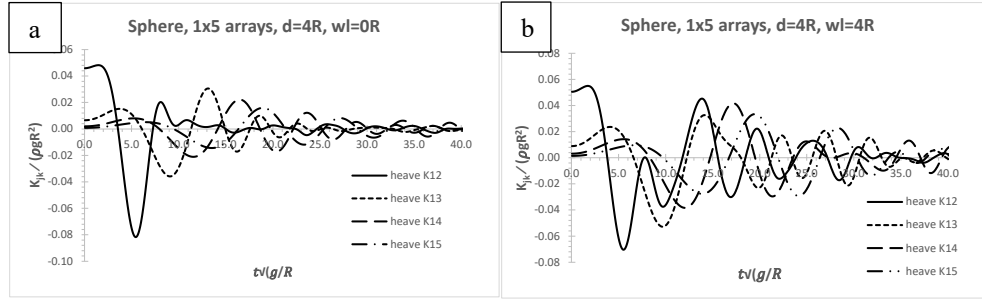 a
Sphere, 1x5 arrays, d=4R, wl=0R
0.06
0.04
0.02
0.00
-0.02
-0.04
-0.06
-0.08
-0.10
0.0 5.0 10.0 15.0 20.0 25.0 30.0 35.0 40.0
Kjk/ (ρgR²)
heave K12
heave K13
heave K14
heave K15
t√(g/R
b
Sphere, 1x5 arrays, d=4R, wl=4R
0.08
0.06
0.04
0.02
0.00
-0.02
-0.04
-0.06
-0.08
0.0 5.0 10.0 15.0 20.0 25.0 30.0 35.0 40.0
Kjk/ (ρgR²)
heave K12
heave K13
heave K14
heave K15
t√(g/R